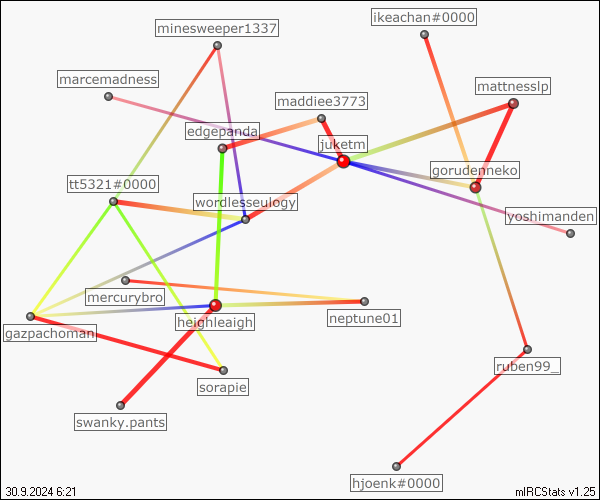 ikeachan#0000
minesweeper1337
marcemadness
mattnesslp
maddiee3773
edgepanda
juketm
gorudenneko
tt5321#0000
wordlesseulogy
yoshimanden
mercurybro
neptune01
heighleaigh
gazpachoman
ruben99_
sorapie
swanky.pants
hjoenk#0000
30.9.2024 6:21
mIRCStats v1.25